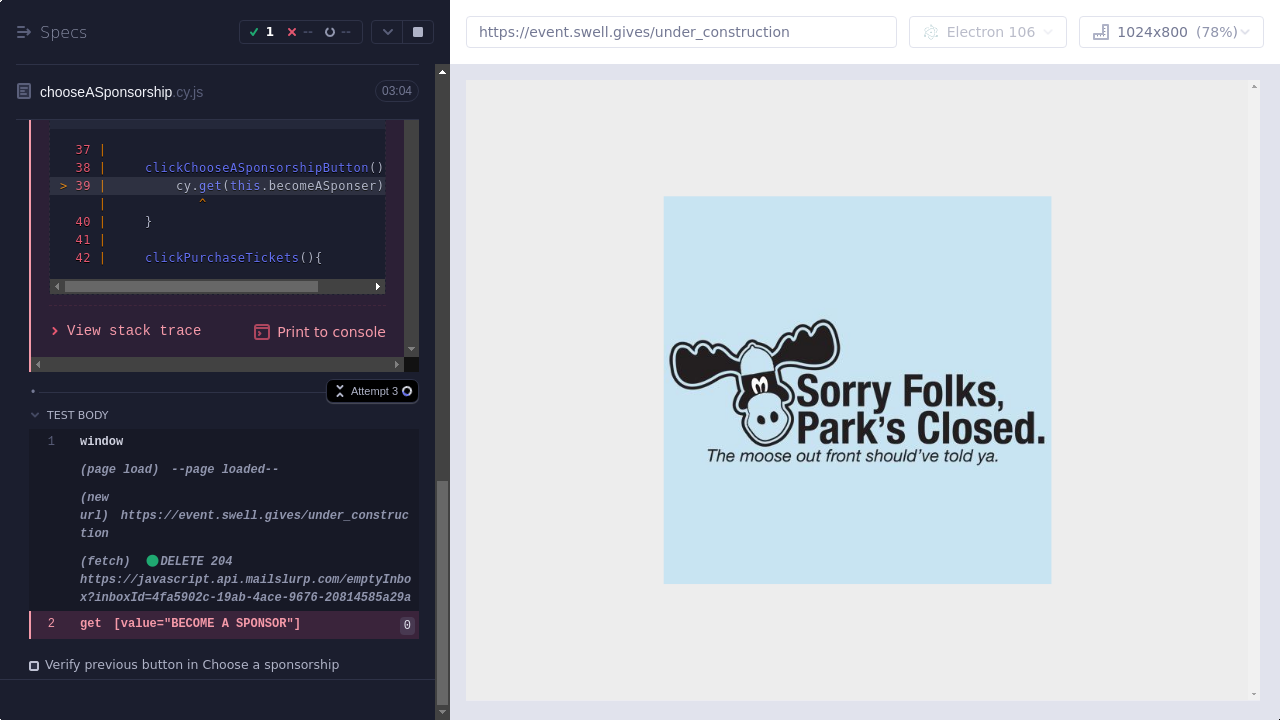 Specs
1
--
--
https://event.swell.gives/under_construction
Electron 106
1024x800 (78%)
chooseASponsorship.cy.js
03:04
37 |
38 | clickChooseASponsorshipButton()
> 39 | cy.get(this.becomeASponser)
| ^
40 | }
41 |
42 | clickPurchaseTickets(){
View stack trace
Print to console
Attempt 3
TEST BODY
1 window
(page load) --page loaded--
(new
url) https://event.swell.gives/under_construc
tion
(fetch) DELETE 204
https://javascript.api.mailslurp.com/emptyInbo
x?inboxId=4fa5902c-19ab-4ace-9676-20814585a29a
2 get [value="BECOME A SPONSOR"] 0
Verify previous button in Choose a sponsorship
Sorry Folks,
Park's Closed.
The moose out front should've told ya.